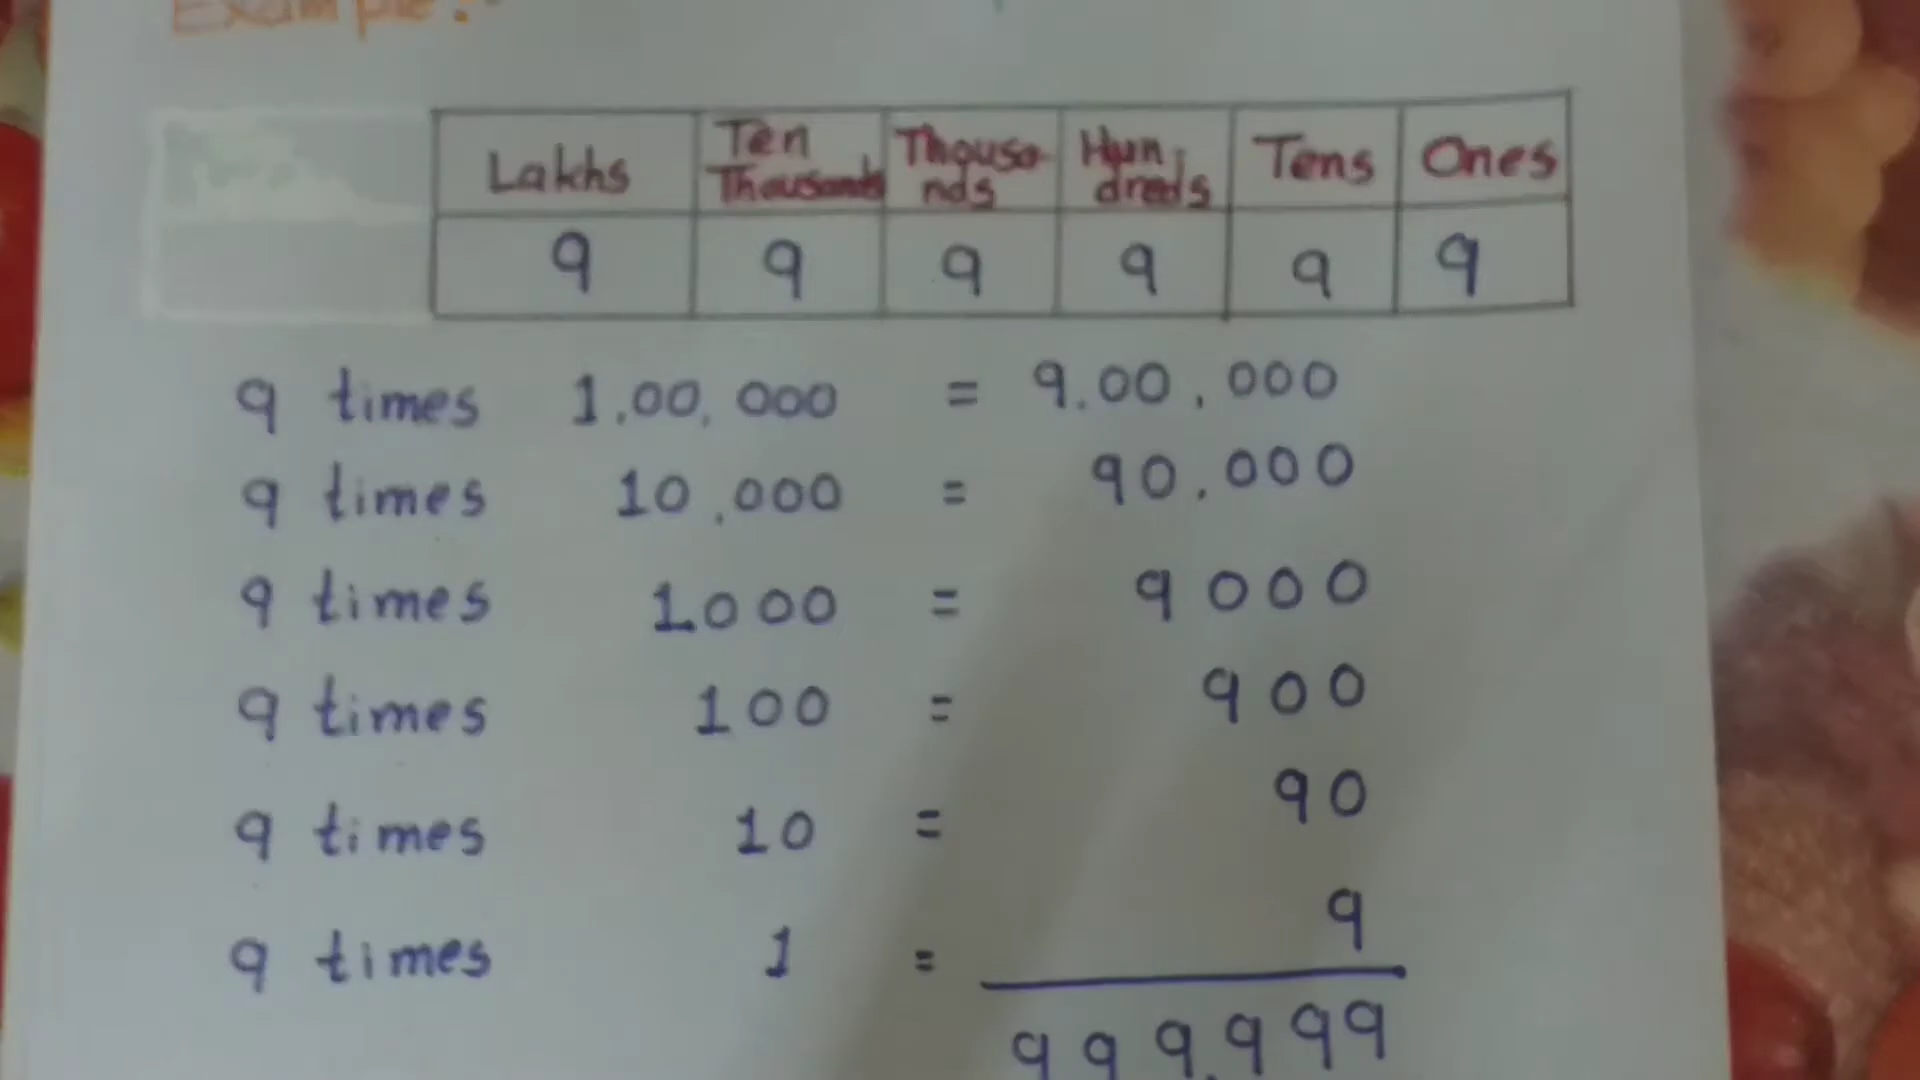 Example:
Lakhs Ten Thousands Thousands Hundreds Tens Ones
9 9 9 9 9 9
9 times 1,00,000 = 9,00,000
9 times 10,000 = 90,000
9 times 1000 = 9000
9 times 100 = 900
9 times 10 = 90
9 times 1 = 9
999,999